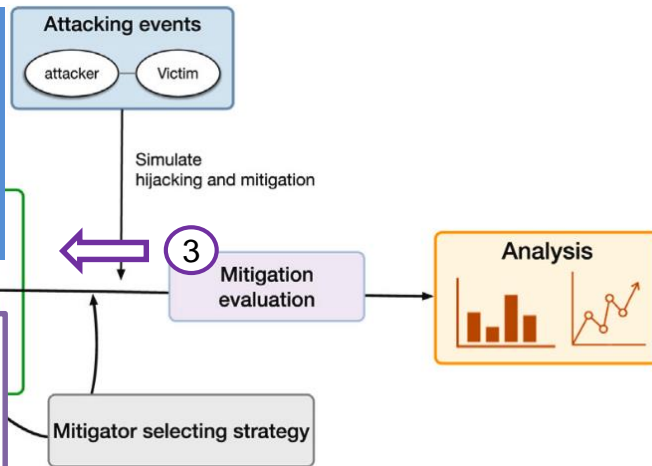 Attacking events
attacker
Victim
Simulate
hijacking and mitigation
3
Mitigation
evaluation
Analysis
Mitigator selecting strategy